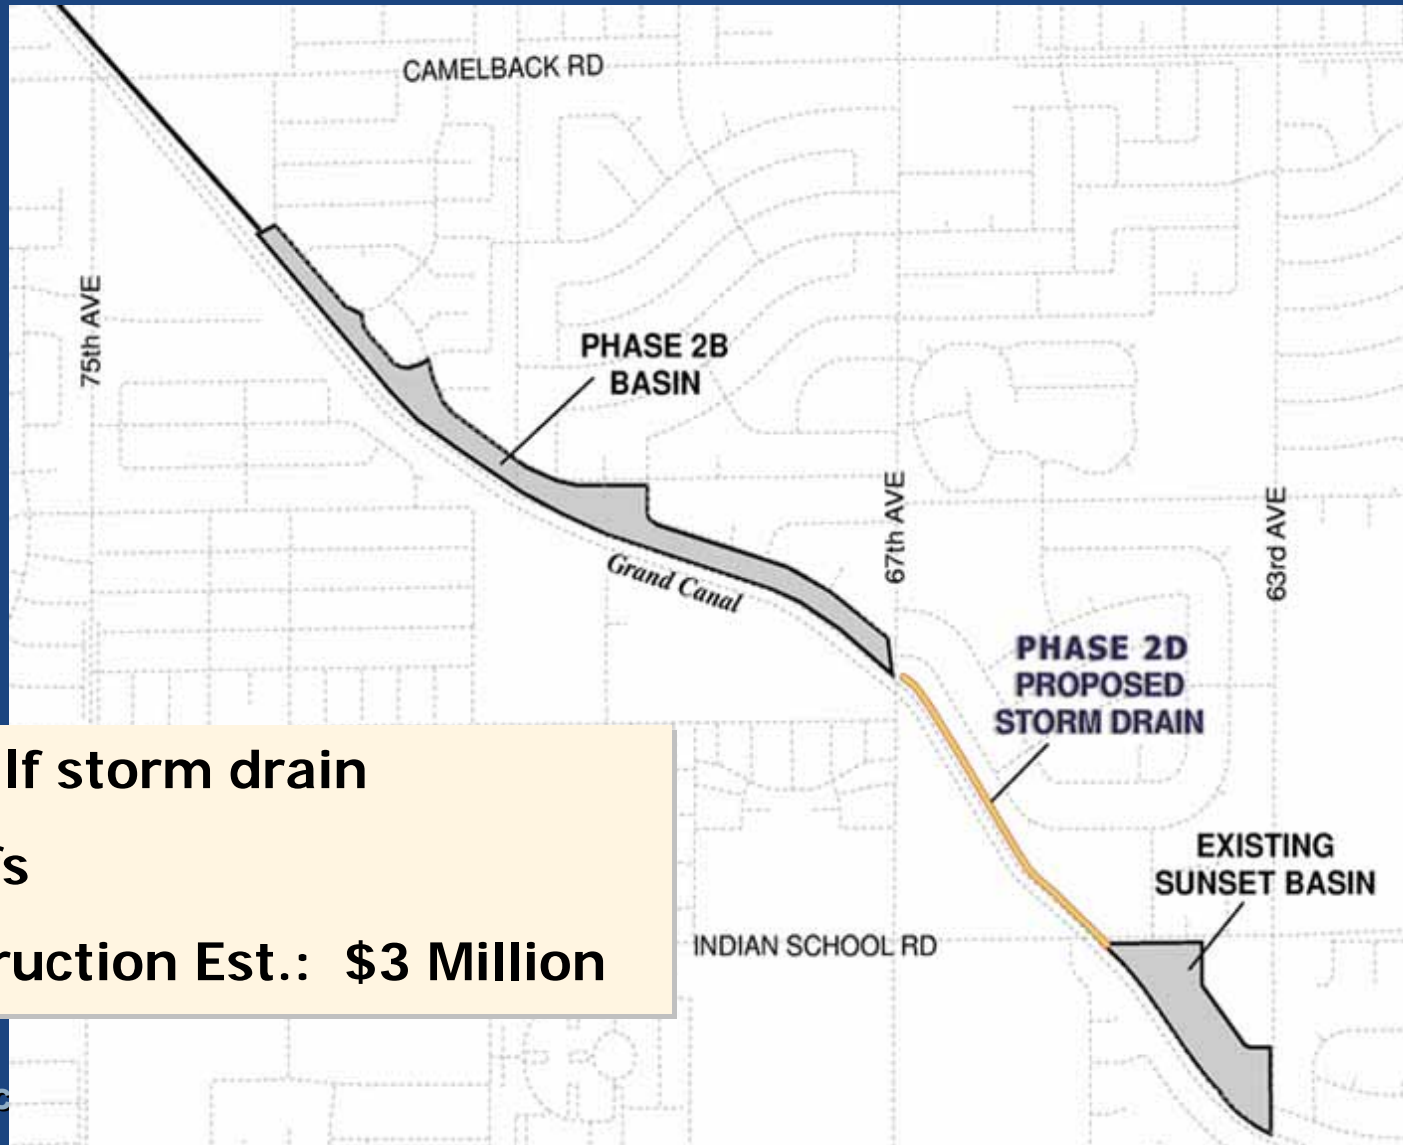 CAMELBACK RD
75th AVE
PHASE 2B
BASIN
67th AVE
63rd AVE
Grand Canal
PHASE 2D
PROPOSED
STORM DRAIN
lf storm drain
EXISTING
SUNSET BASIN
INDIAN SCHOOL RD
Est.: $3 Million